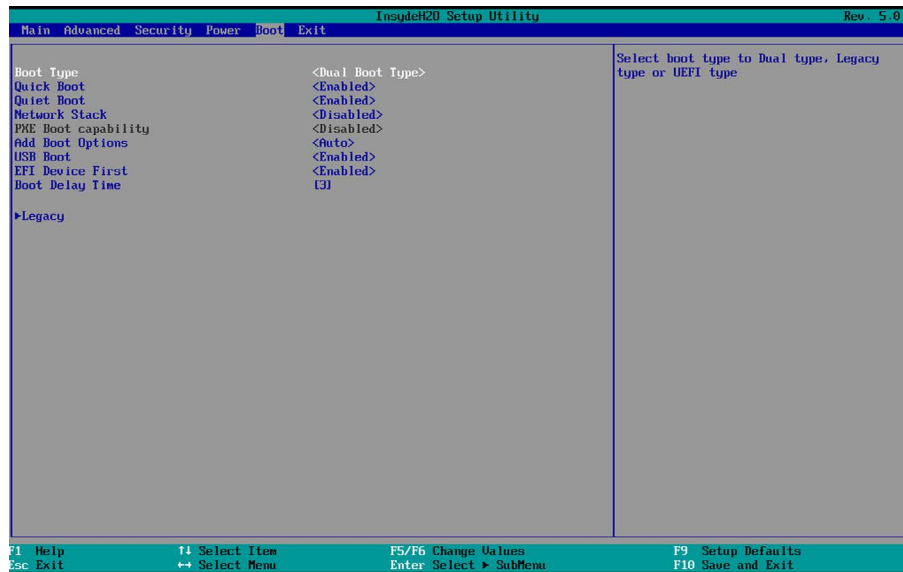 InsydeH20 Setup Utility Rev. 5.0
Main Advanced Security Power Boot Exit
Boot Type <Dual Boot Type>
Quick Boot <Enabled>
Quiet Boot <Enabled>
Network Stack <Disabled>
PXE Boot capability <Disabled>
Add Boot Options <Auto>
USB Boot <Enabled>
EFI Device First <Enabled>
Boot Delay Time [3]
►Legacy
Select boot type to Dual type, Legacy
type or UEFI type
F1 Help ↑↓ Select Item F5/F6 Change Values F9 Setup Defaults
Esc Exit ↔ Select Menu Enter Select ► SubMenu F10 Save and Exit